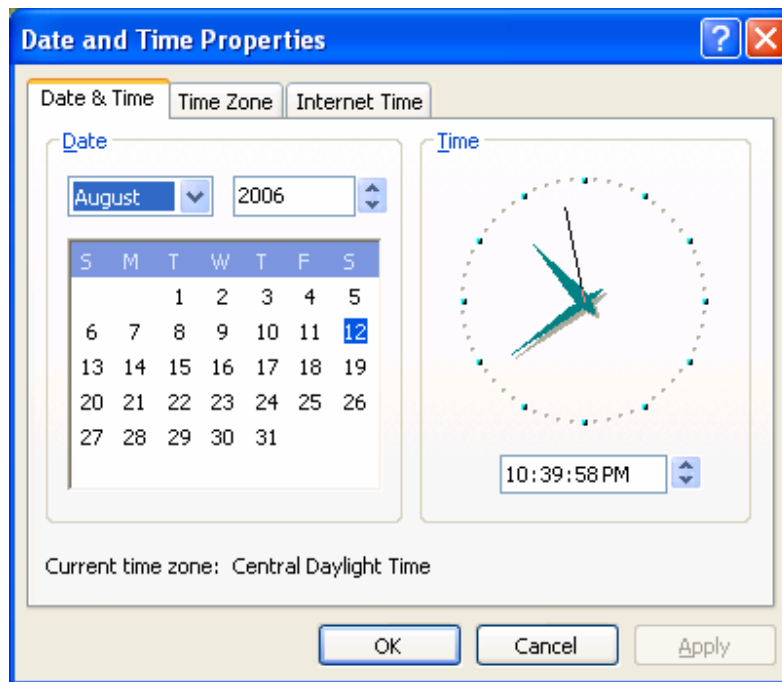 Date and Time Properties
Date & Time Time Zone Internet Time
Date
August 2006
S M T W T F S
1 2 3 4 5
6 7 8 9 10 11 12
13 14 15 16 17 18 19
20 21 22 23 24 25 26
27 28 29 30 31
Time
10:39:58 PM
Current time zone: Central Daylight Time
OK Cancel Apply